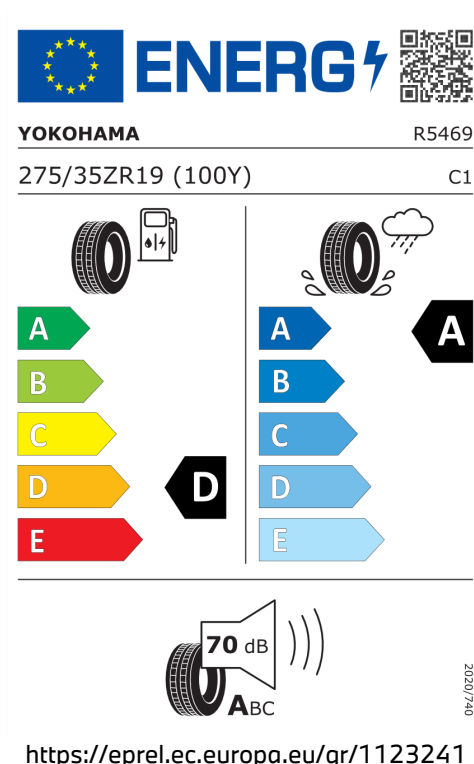 ENERG
YOKOHAMA R5469
275/35ZR19 (100Y) C1
A
B
C
D
E
D
A
B
C
D
E
A
70 dB
ABC
2020/740
https://eprel.ec.europa.eu/qr/1123241